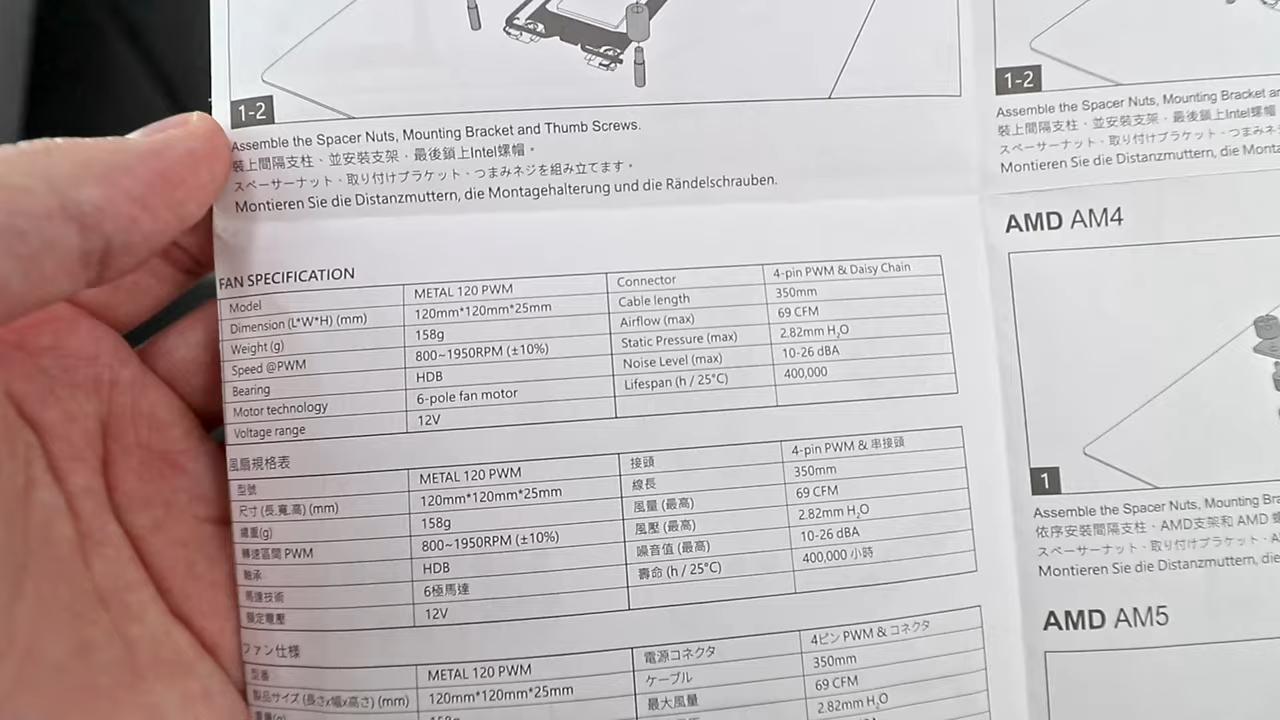 1-2
Assemble the Spacer Nuts, Mounting Bracket and Thumb Screws.
裝上間隔支柱、並安裝支架，最後鎖上Intel螺帽。
スペーサーナット、取り付けブラケット、つまみネジを組み立てます。
Montieren Sie die Distanzmuttern, die Montagehalterung und die Rändelschrauben.
FAN SPECIFICATION
Model METAL 120 PWM Connector 4-pin PWM & Daisy Chain
Dimension (L*W*H) (mm) 120mm*120mm*25mm Cable length 350mm
Weight (g) 158g Airflow (max) 69 CFM
Speed @PWM 800~1950RPM (±10%) Static Pressure (max) 2.82mm H₂O
Bearing HDB Noise Level (max) 10-26 dBA
Motor technology 6-pole fan motor Lifespan (h / 25°C) 400,000
Voltage range 12V
風扇規格表
型號 METAL 120 PWM 接頭 4-pin PWM & 串接頭
尺寸 (長.寬.高) (mm) 120mm*120mm*25mm 線長 350mm
總重(g) 158g 風量 (最高) 69 CFM
轉速區間 PWM 800~1950RPM (±10%) 風壓 (最高) 2.82mm H₂O
軸承 HDB 噪音值 (最高) 10-26 dBA
馬達技術 6極馬達 壽命 (h / 25°C) 400,000 小時
額定電壓 12V
ファン仕様
型番 METAL 120 PWM 電源コネクタ 4ピン PWM & コネクタ
製品サイズ (長さx幅x高さ) (mm) 120mm*120mm*25mm ケーブル 350mm
重量(g) 158g 最大風量 69 CFM
2.82mm H₂O
1-2
Assemble the Spacer Nuts, Mounting Bracket
裝上間隔支柱、並安裝支架，最後鎖上Intel螺帽
スペーサーナット、取り付けブラケット、つまみネ
Montieren Sie die Distanzmuttern, die
AMD AM4
1
Assemble the Spacer Nuts, Mounting
依序安裝間隔支柱、AMD支架和 AMD
スペーサーナット、取り付けブラケット、
Montieren Sie die Distanzmuttern, die
AMD AM5